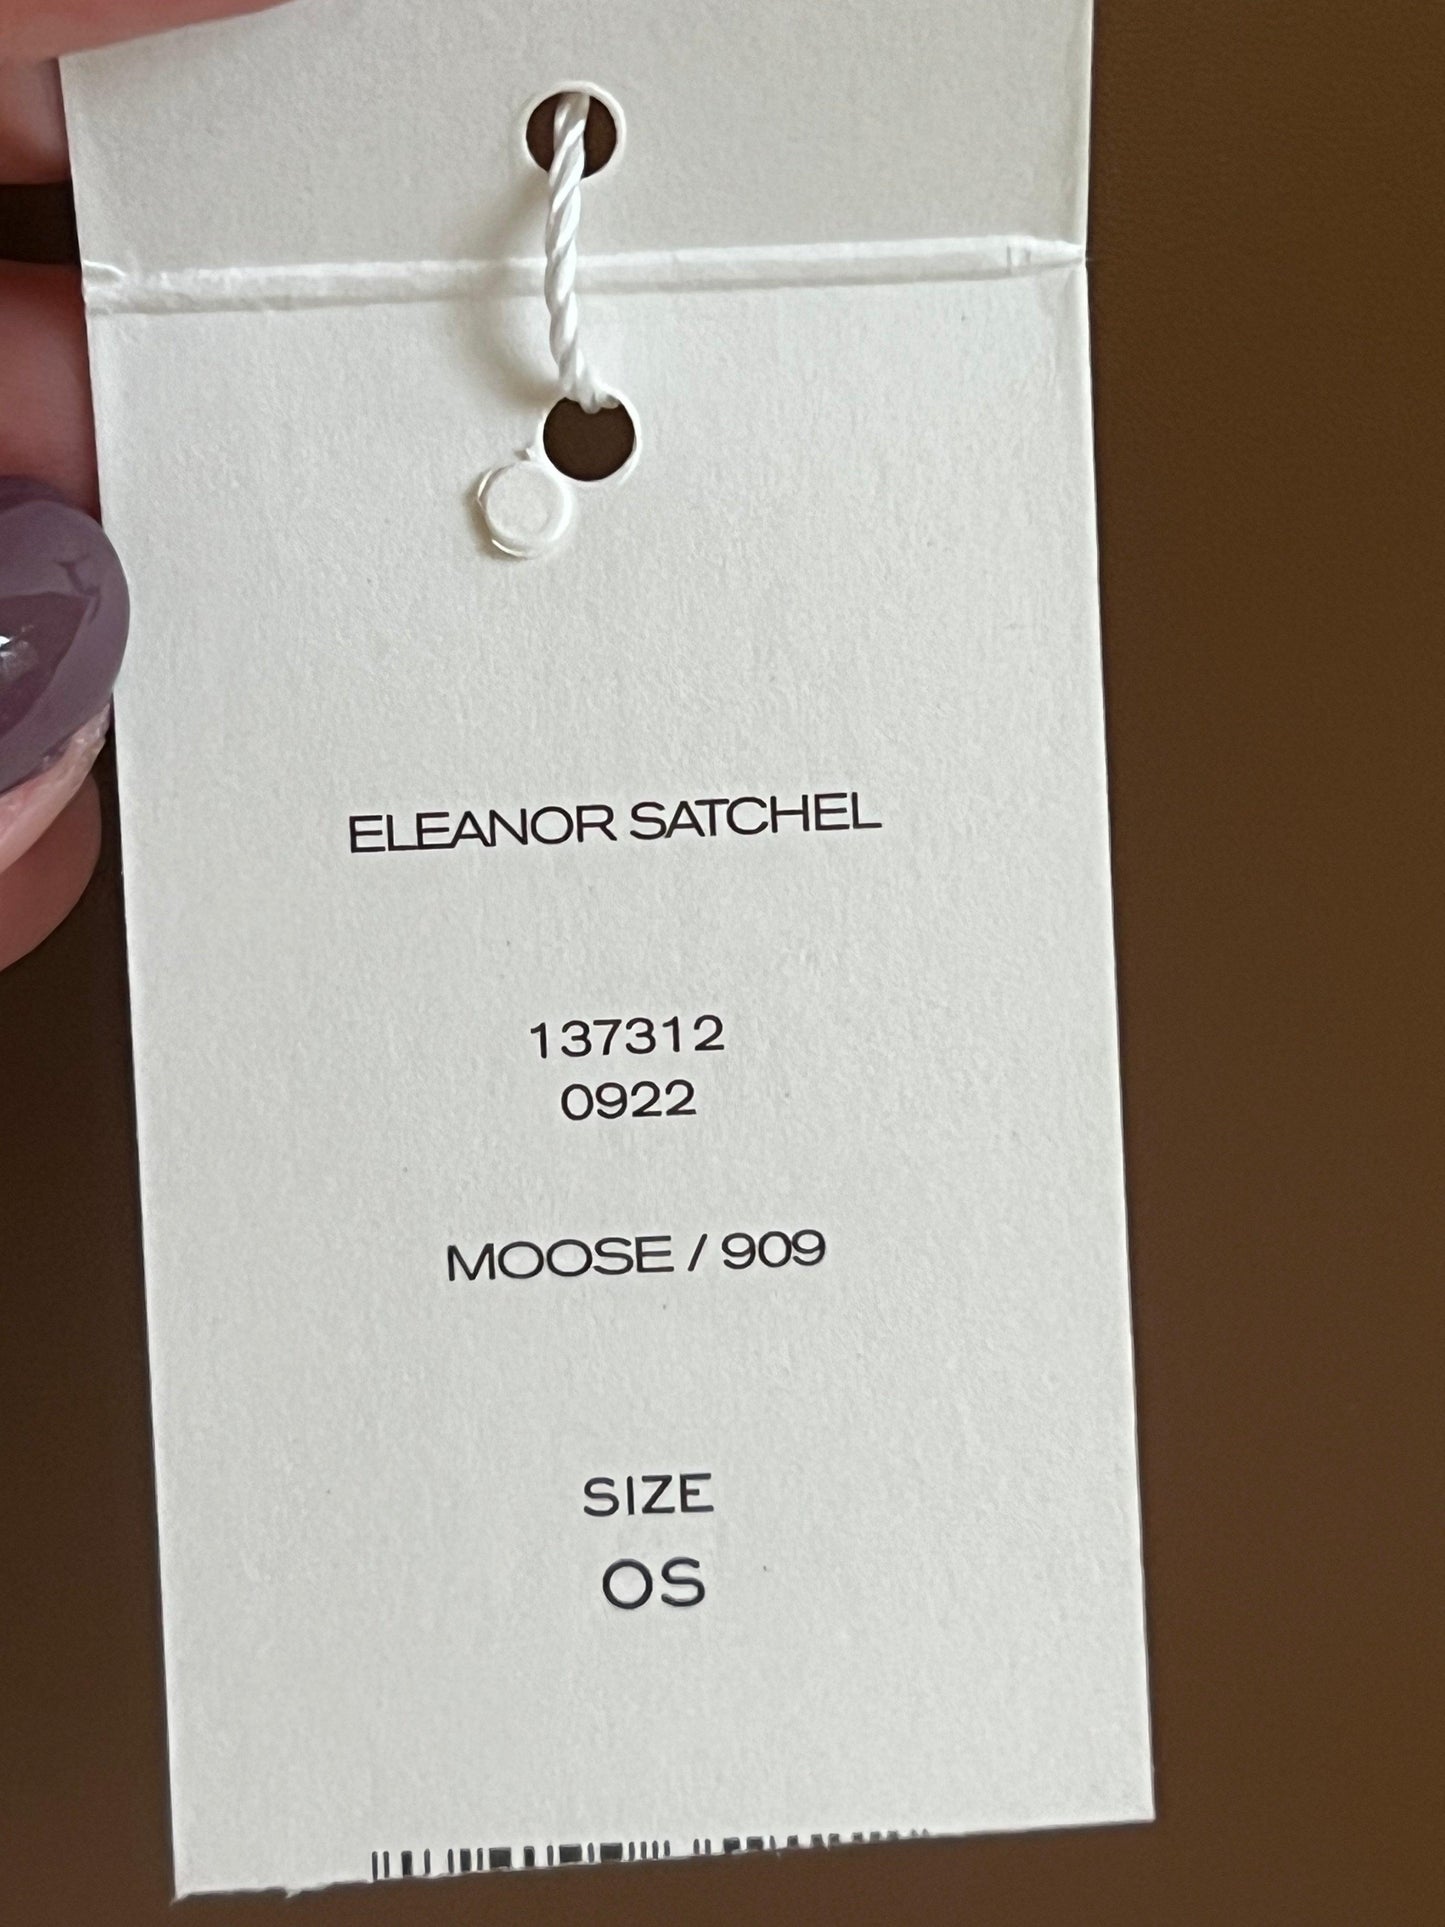 ELEANOR SATCHEL
137312
0922
MOOSE / 909
SIZE
OS